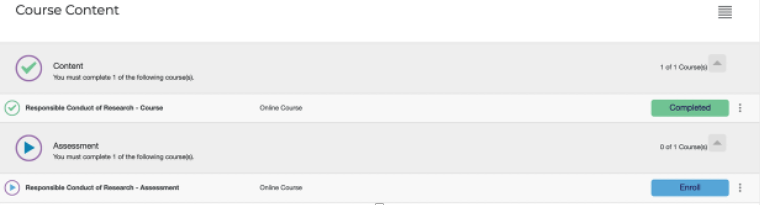 Course Content
Content
1 of 1 Course(s)
You must complete 1 of the following course(s).
Responsible Conduct of Research - Course Online Course Completed
Assessment
0 of 1 Course(s)
You must complete 1 of the following course(s).
Responsible Conduct of Research - Assessment Online Course Enroll